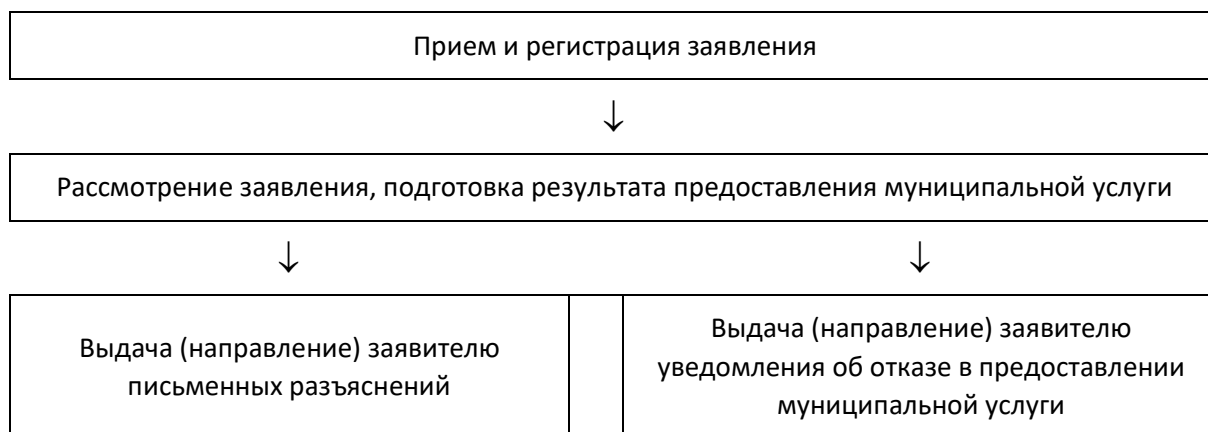 Прием и регистрация заявления
↓
Рассмотрение заявления, подготовка результата предоставления муниципальной услуги
↓ ↓
Выдача (направление) заявителю
письменных разъяснений
Выдача (направление) заявителю
уведомления об отказе в предоставлении
муниципальной услуги